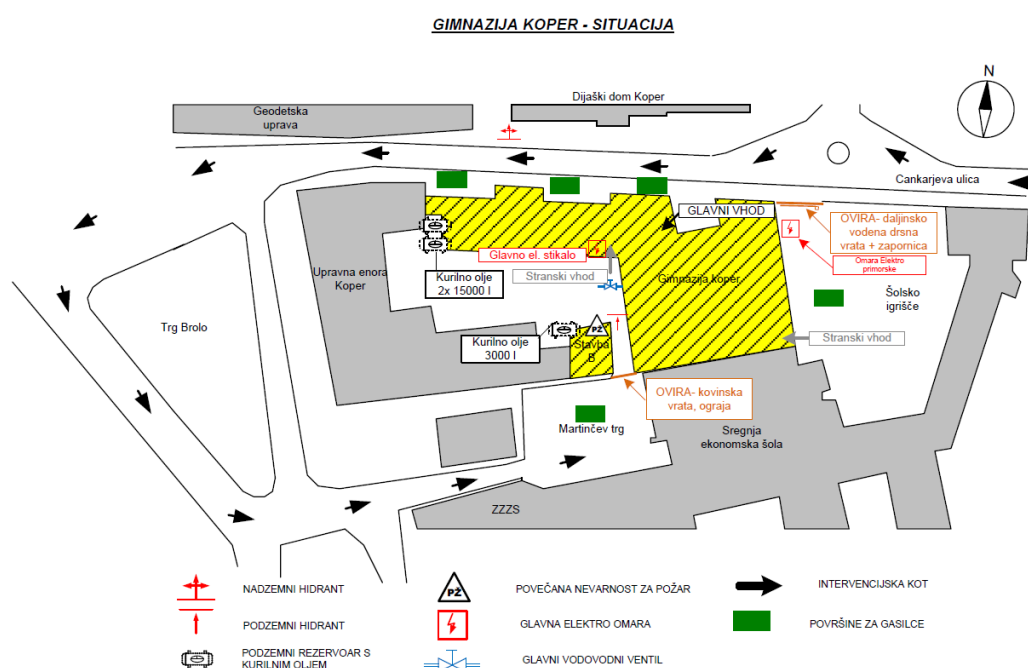 GIMNAZIJA KOPER - SITUACIJA
N
Dijaški dom Koper
Geodetska
uprava
Cankarjeva ulica
GLAVNI VHOD
OVIRA- daljinsko
vodena drsna
vrata + zapornica
Glavno el. stikalo
Omara Elektro
primorske
Stranski vhod
Upravna enora
Koper
Kurilno olje
2x 15000 l
Gimnazija koper
Šolsko
igrišče
Trg Brolo
Kurilno olje
3000 l
PŽ
Stavba
B
Stranski vhod
OVIRA- kovinska
vrata, ograja
Martinčev trg
Sregnja
ekonomska šola
ZZZS
NADZEMNI HIDRANT
PŽ
POVEČANA NEVARNOST ZA POŽAR
INTERVENCIJSKA KOT
PODZEMNI HIDRANT
GLAVNA ELEKTRO OMARA
POVRŠINE ZA GASILCE
PODZEMNI REZERVOAR S
KURILNIM OLJEM
GLAVNI VODOVODNI VENTIL